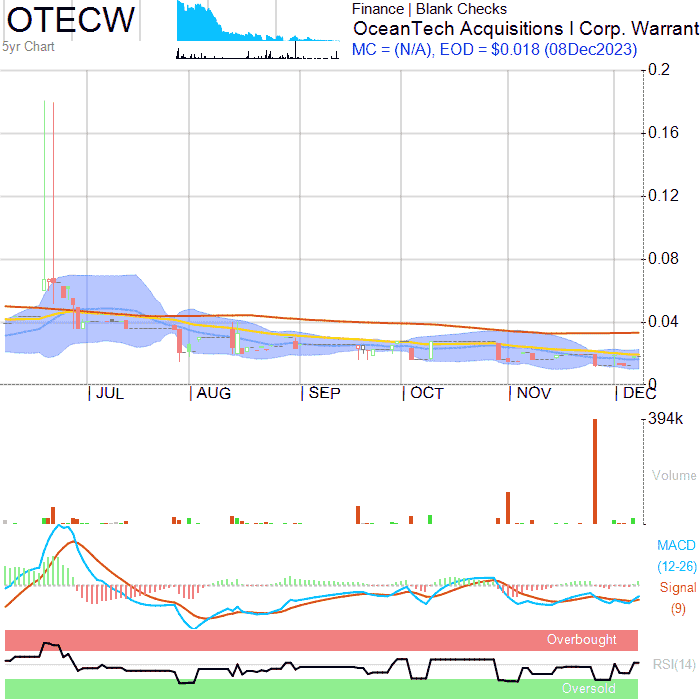 OTECW
5yr Chart
Finance | Blank Checks
OceanTech Acquisitions I Corp. Warrant
MC = (N/A), EOD = $0.018 (08Dec2023)
0.2
0.16
0.12
0.08
0.04
0
JUL AUG SEP OCT NOV DEC
394k
Volume
MACD
(12-26)
Signal
(9)
Overbought
RSI(14)
Oversold